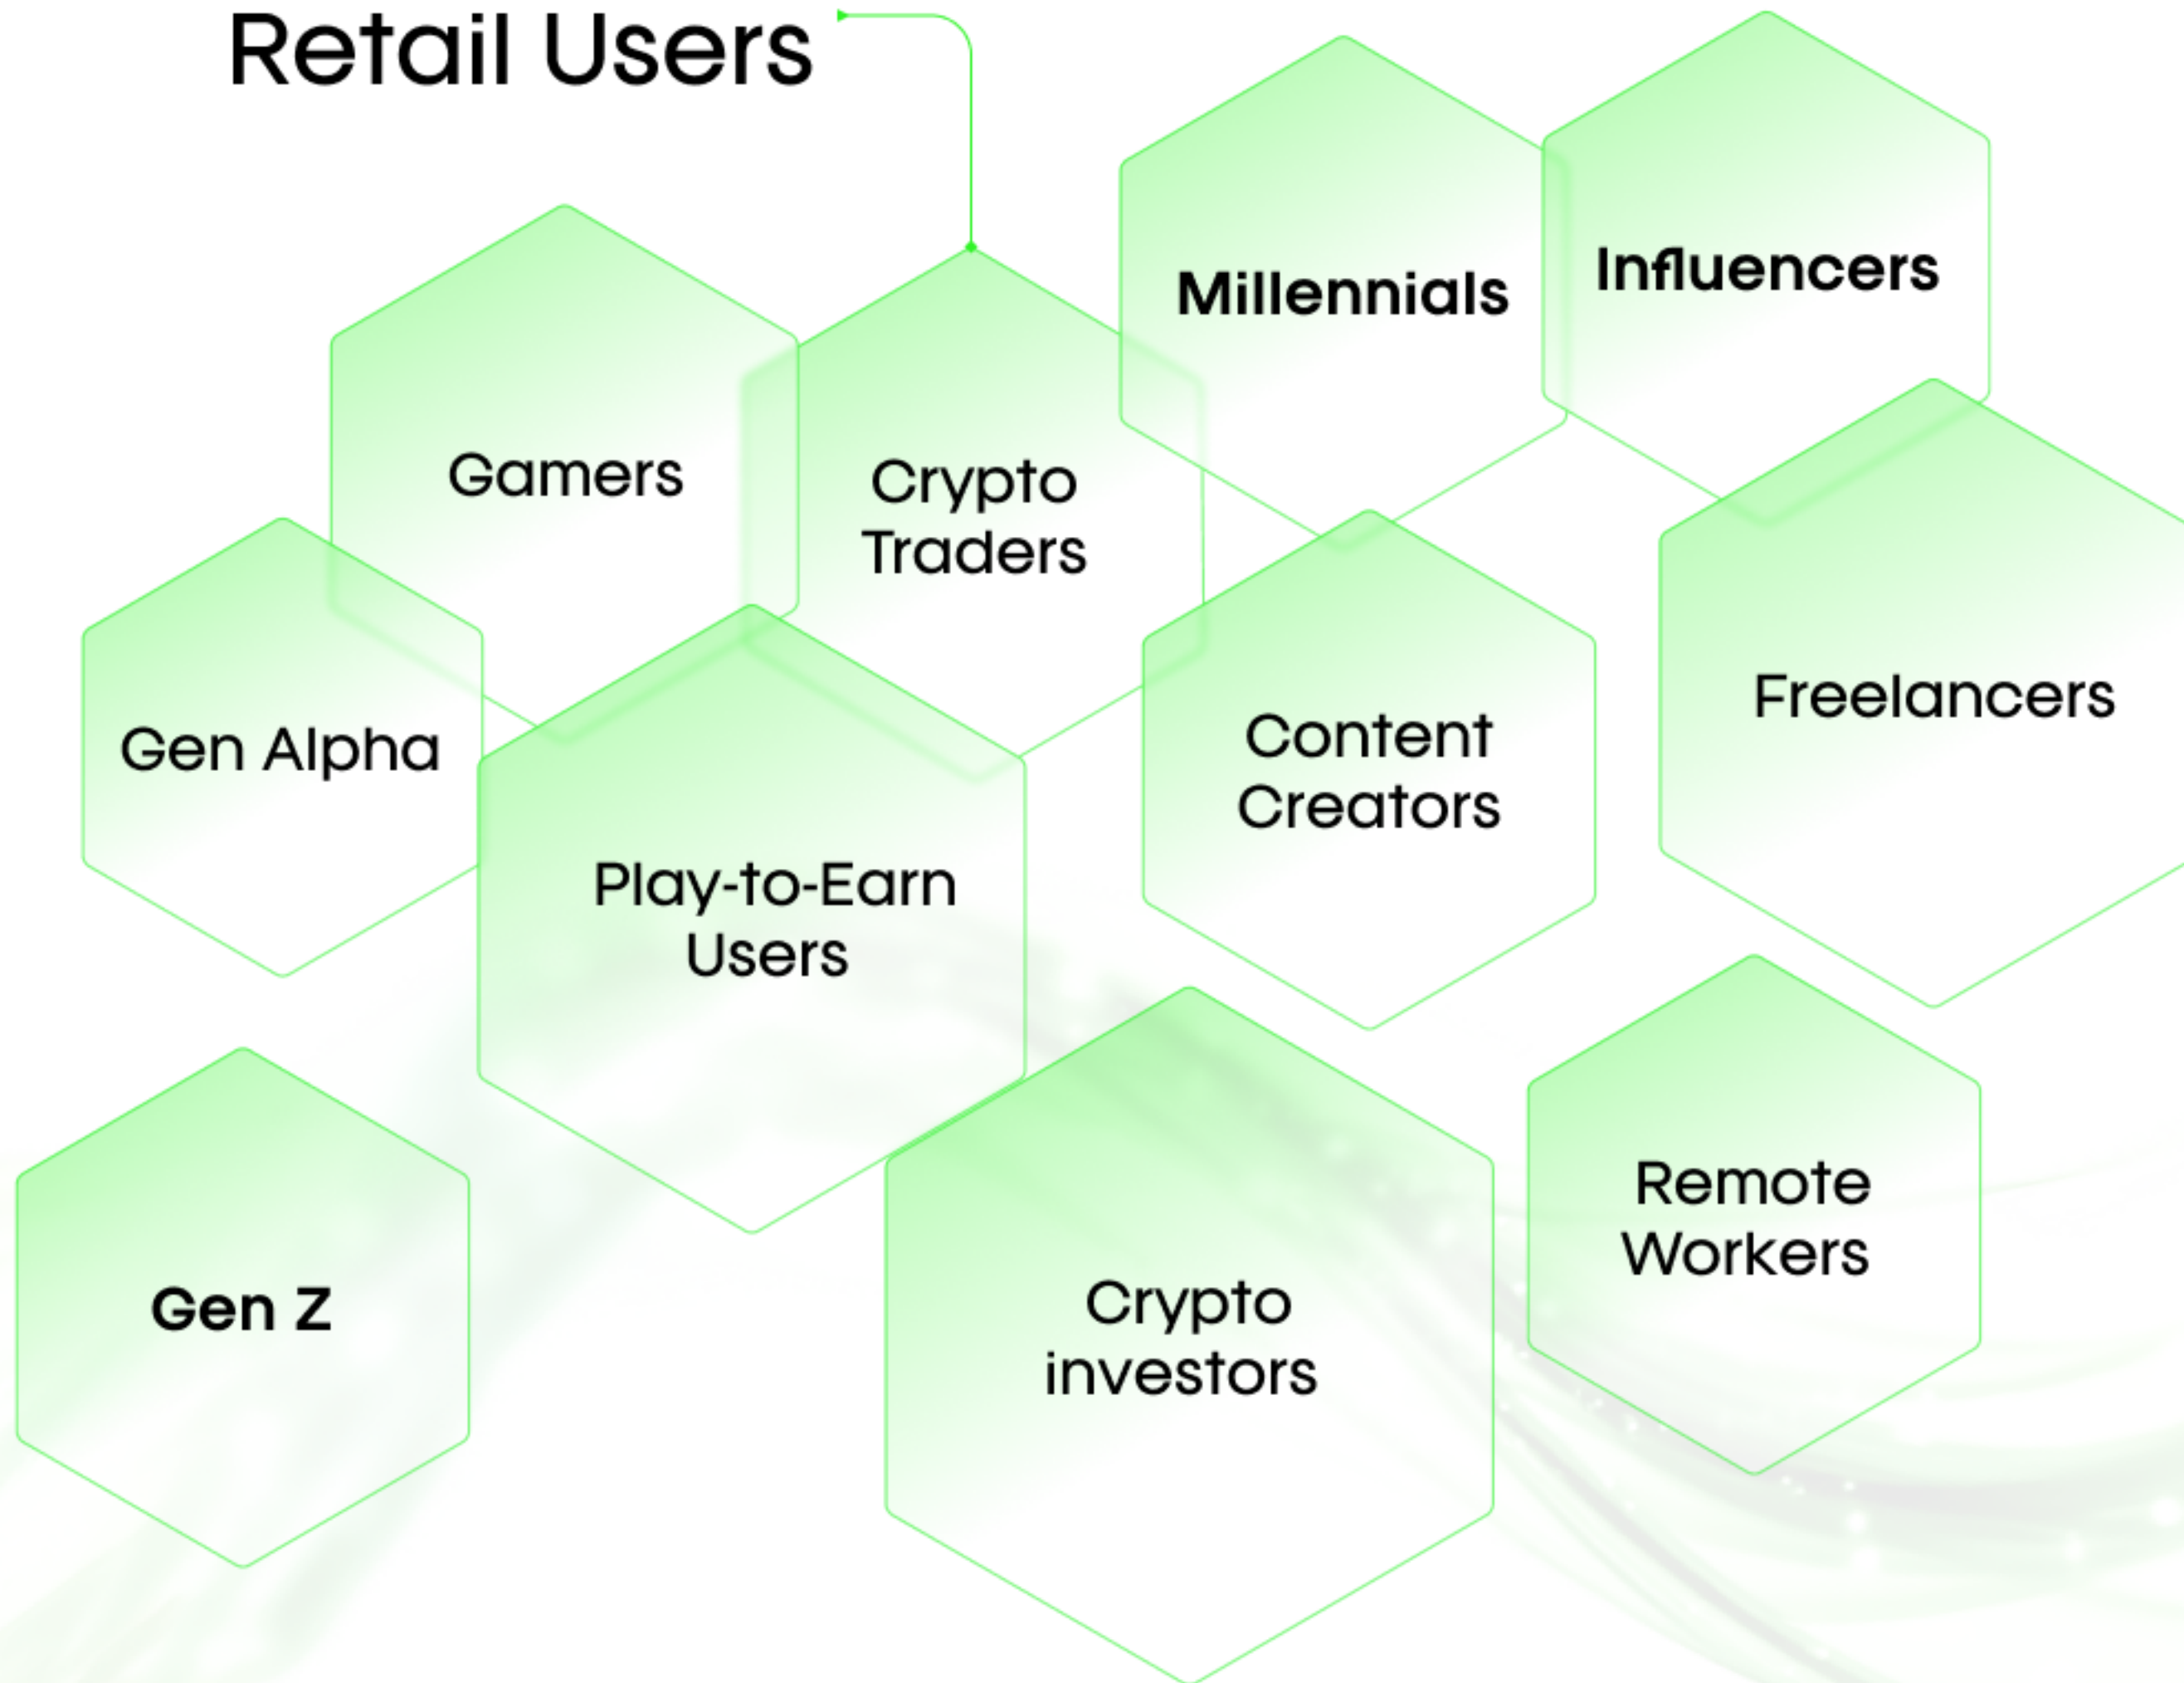 Retail Users
Influencers
Millennials
Gamers
Crypto
Traders
Freelancers
Gen Alpha
Content
Creators
Play-to-Earn
Users
Remote
Workers
Gen Z
Crypto
investors